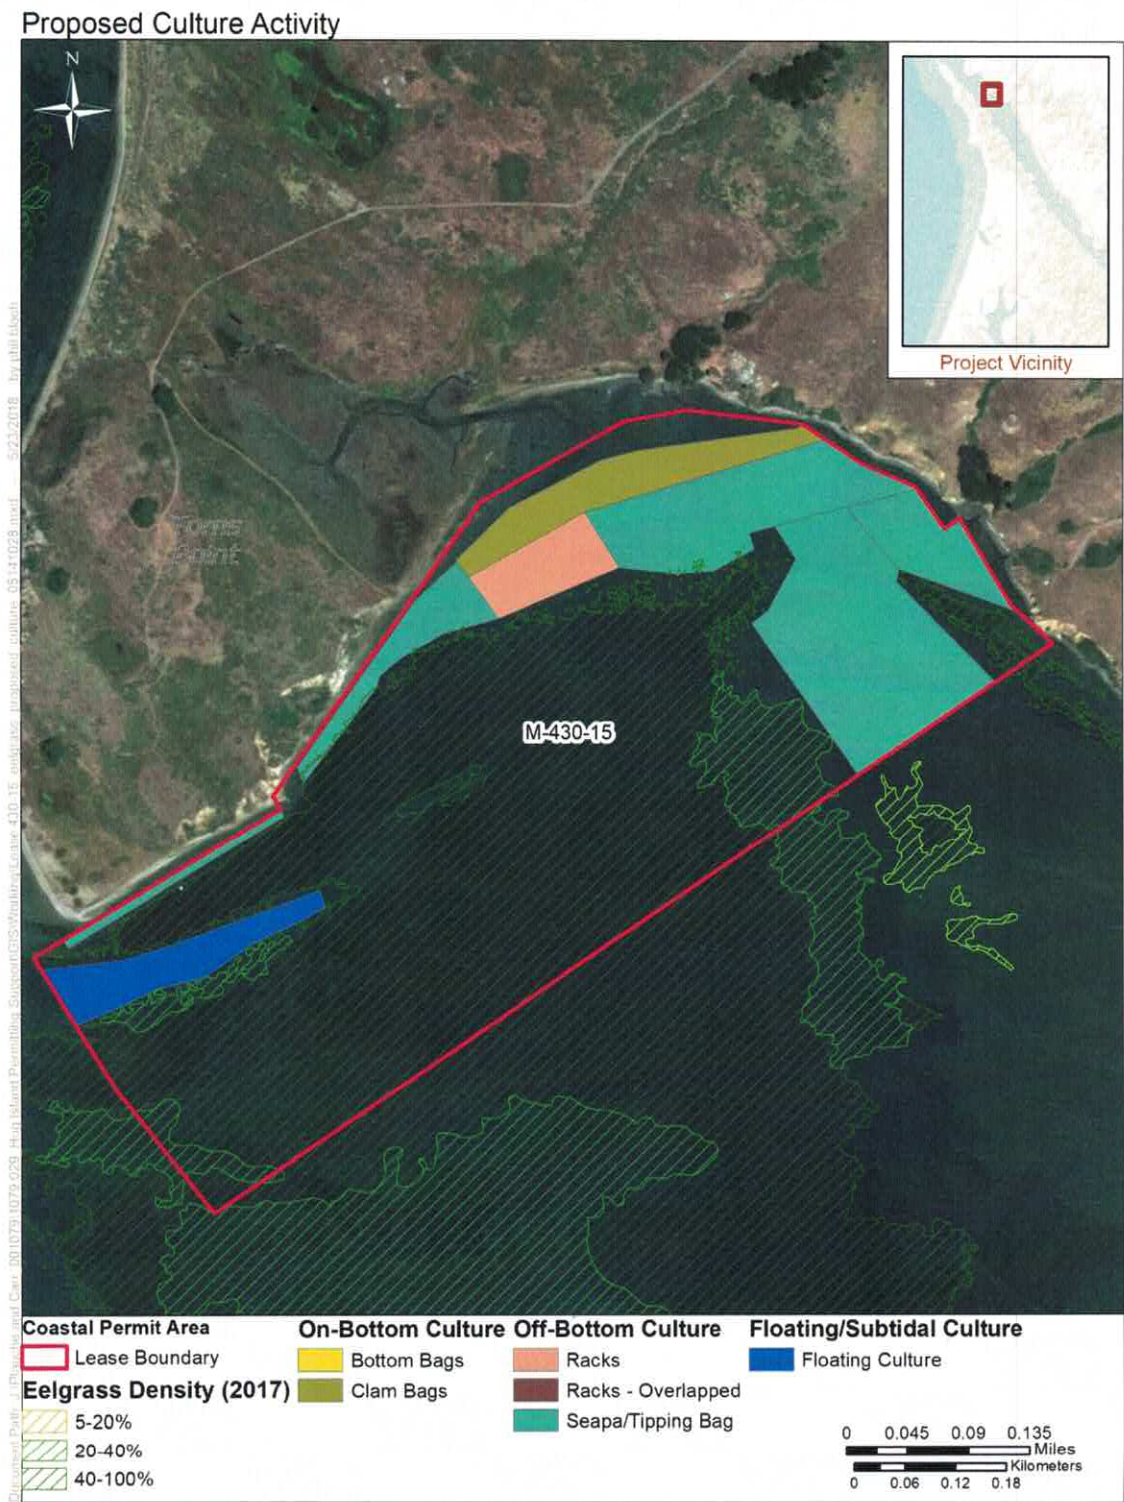 Proposed Culture Activity
N
Project Vicinity
Toms
Point
M-430-15
Coastal Permit Area
Lease Boundary
Eelgrass Density (2017)
5-20%
20-40%
40-100%
On-Bottom Culture
Bottom Bags
Clam Bags
Off-Bottom Culture
Racks
Racks - Overlapped
Seapa/Tipping Bag
Floating/Subtidal Culture
Floating Culture
0 0.045 0.09 0.135
Miles
Kilometers
0 0.06 0.12 0.18